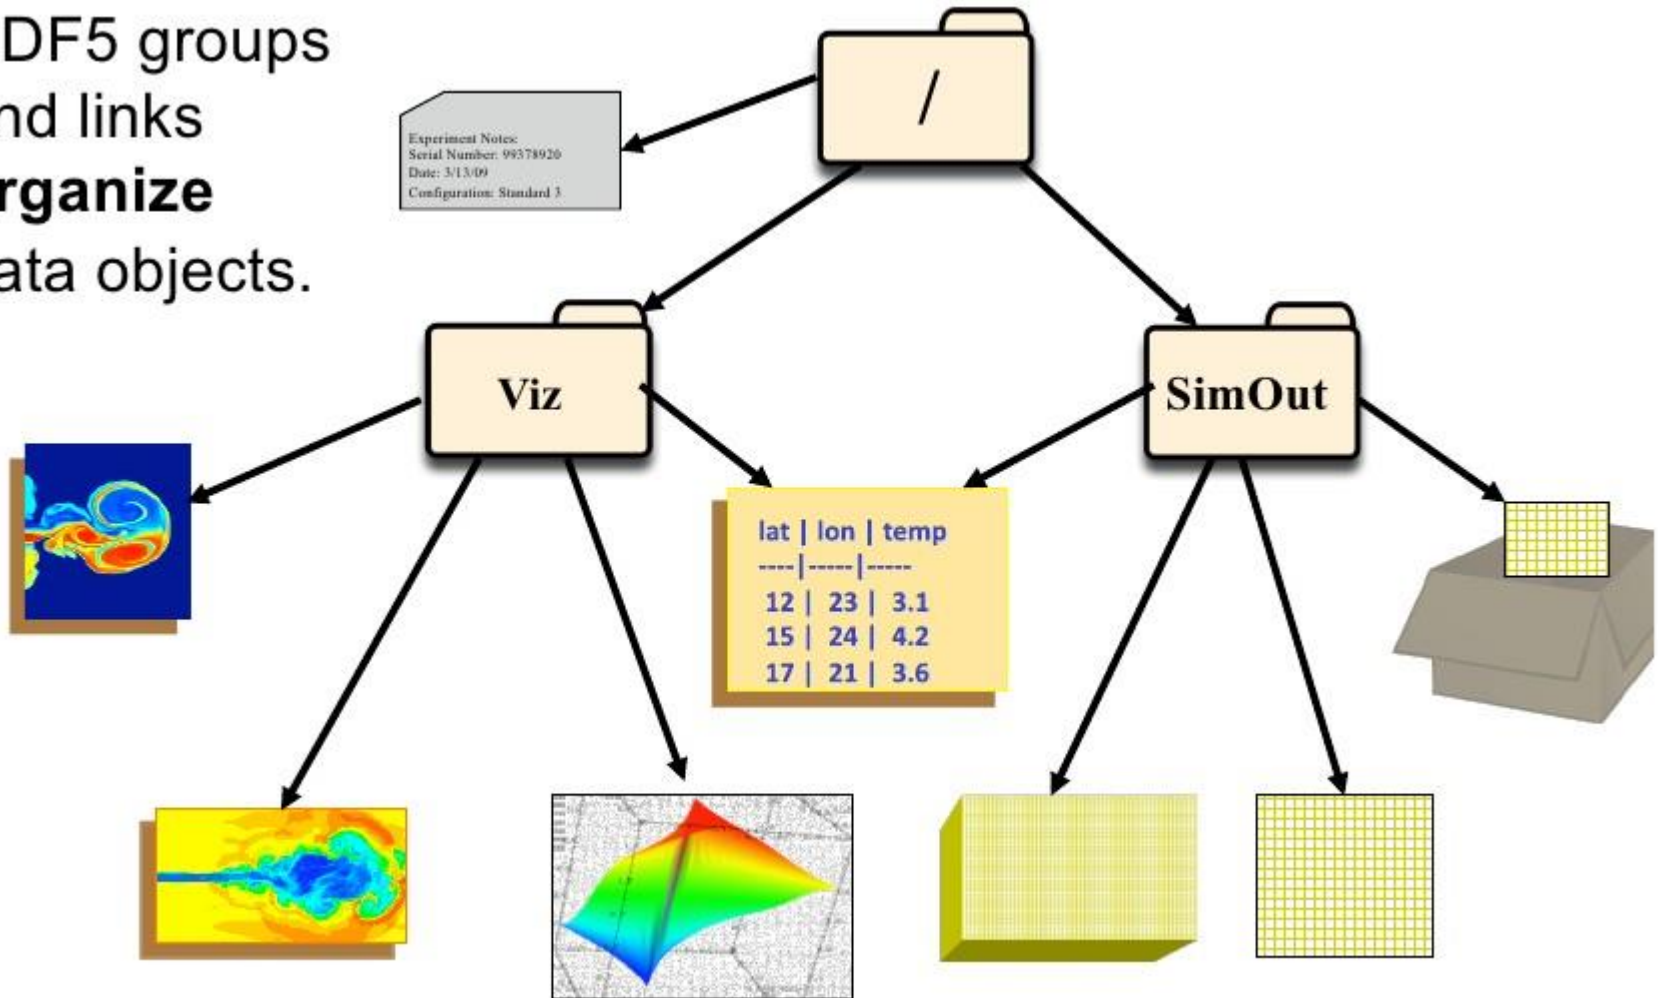 DF5 groups
nd links
rganize
ata objects.
/
Experiment Notes:
Serial Number: 99378920
Date: 3/13/09
Configuration: Standard 3
Viz
SimOut
lat | lon | temp
----|-----|-----
12 | 23 | 3.1
15 | 24 | 4.2
17 | 21 | 3.6